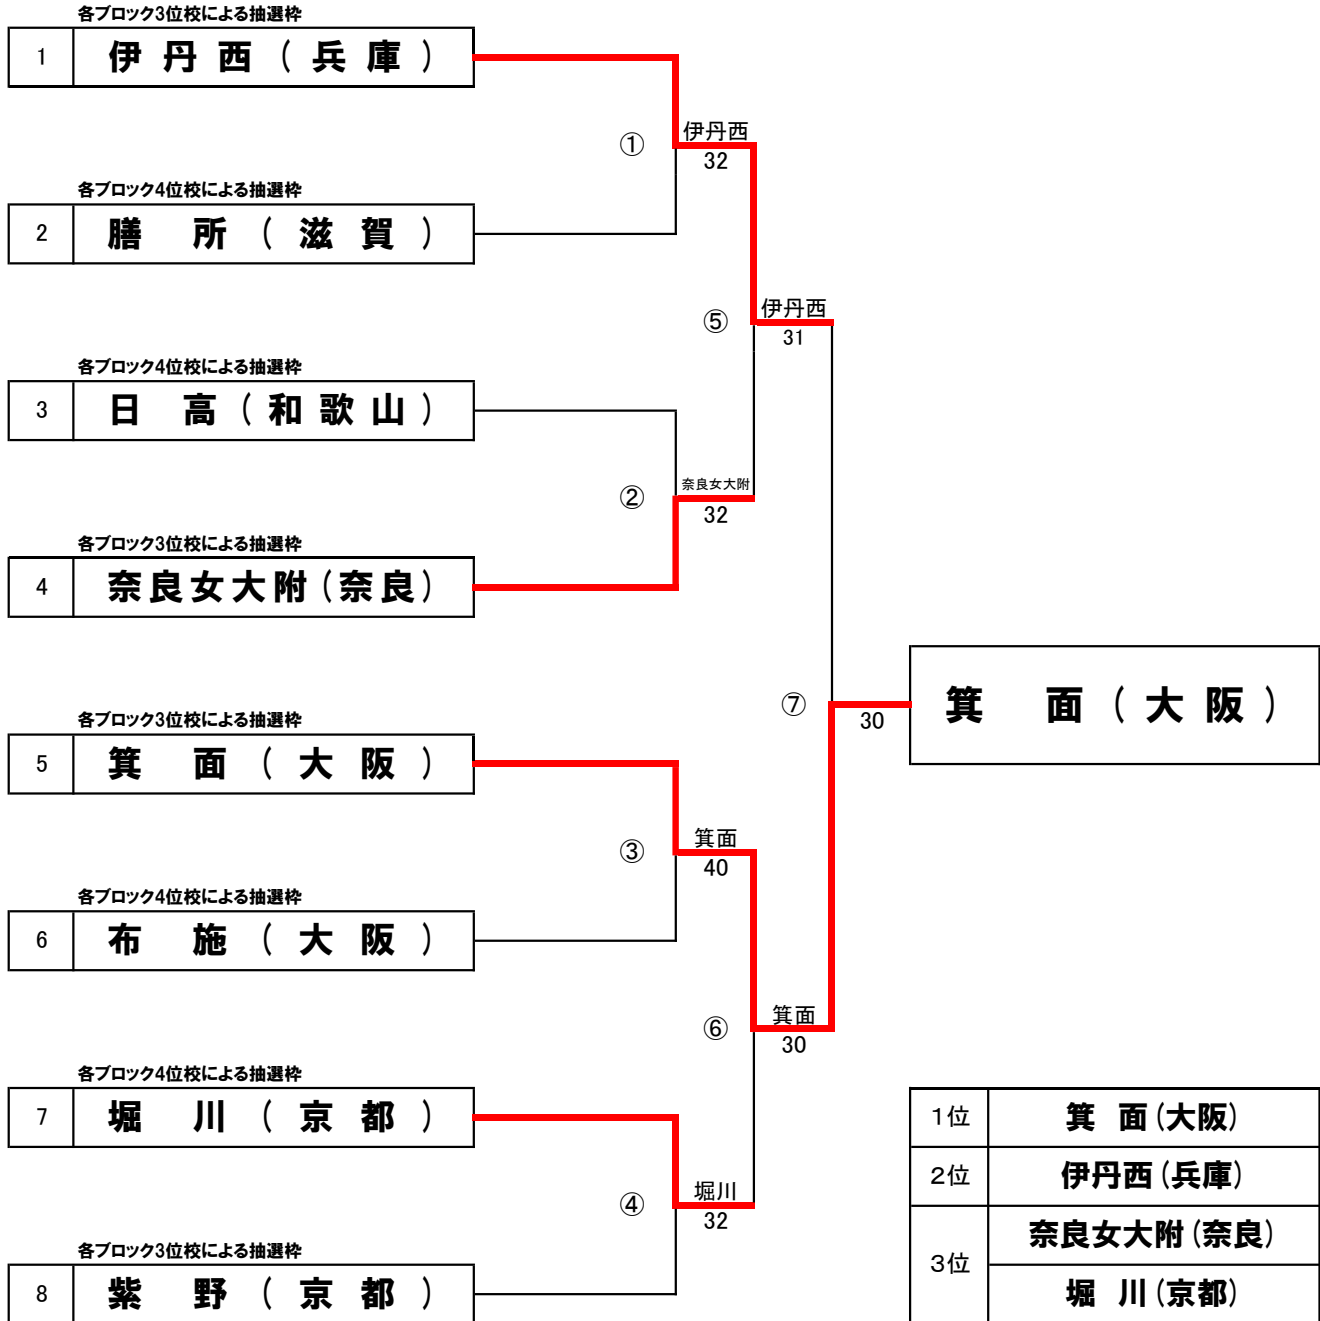 各ブロック3位校による抽選枠
1 伊丹西(兵庫)
① 伊丹西
32
各ブロック4位校による抽選枠
2 膳所(滋賀)
⑤ 伊丹西
31
各ブロック4位校による抽選枠
3 日高(和歌山)
② 奈良女大附
32
各ブロック3位校による抽選枠
4 奈良女大附(奈良)
⑦ 30 箕面(大阪)
各ブロック3位校による抽選枠
5 箕面(大阪)
③ 箕面
40
各ブロック4位校による抽選枠
6 布施(大阪)
⑥ 箕面
30
各ブロック4位校による抽選枠
7 堀川(京都)
④ 堀川
32
各ブロック3位校による抽選枠
8 紫野(京都)
1位 箕面(大阪)
2位 伊丹西(兵庫)
3位 奈良女大附(奈良)
堀川(京都)